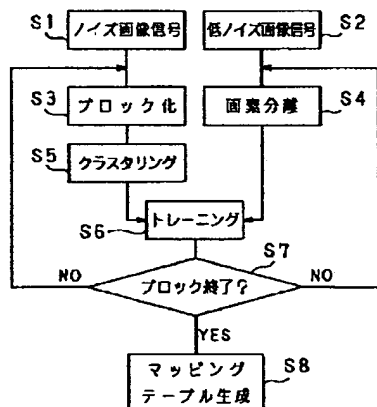 S1 ノイズ画像信号
低ノイズ画像信号 S2
S3 ブロック化
画素分離 S4
S5 クラスタリング
S6 トレーニング
S7
NO ブロック終了? NO
YES
マッピング
テーブル生成 S8